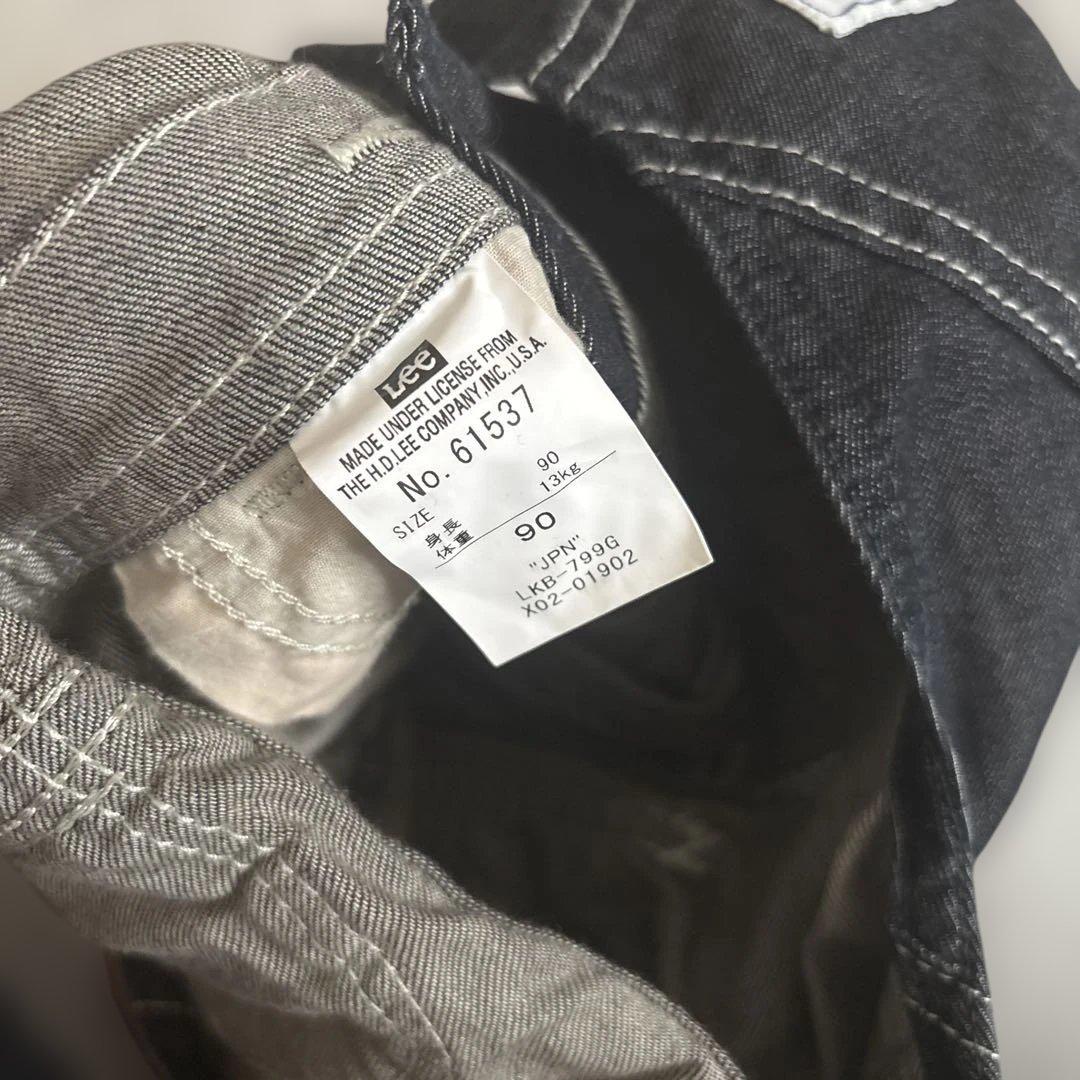 Lee
MADE UNDER LICENSE FROM
THE H.D.LEE COMPANY,INC.,U.S.A.
No. 61537
SIZE
身長 90
体重 13kg
90
"JPN"
LKB-799G
X02-01902